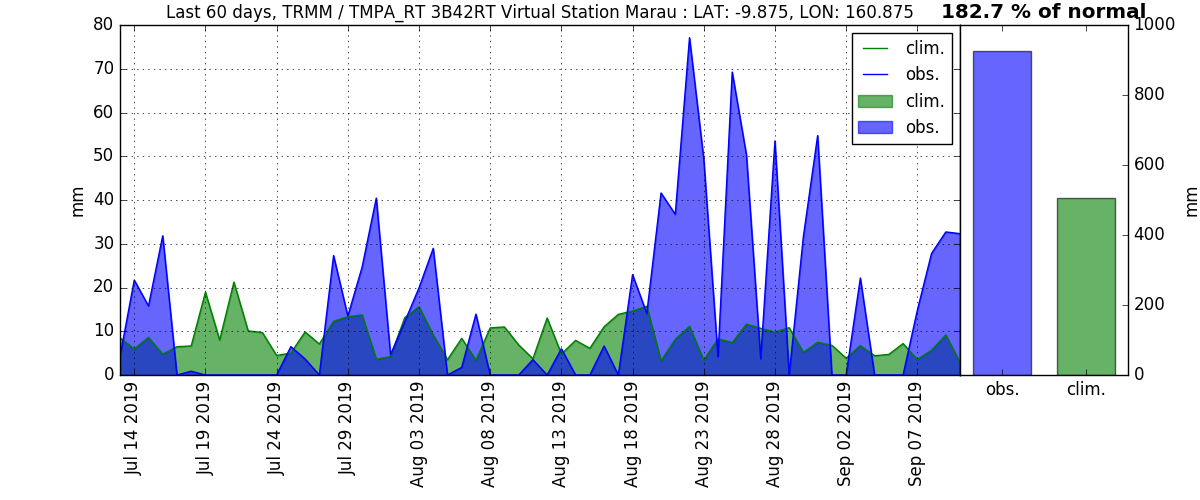 Last 60 days, TRMM / TMPA_RT 3B42RT Virtual Station Marau : LAT: -9.875, LON: 160.875
182.7 % of normal
80
70
60
50
40
30
20
10
0
mm
clim.
obs.
clim.
obs.
1000
800
600
400
200
0
mm
obs.
clim.
Jul 14 2019
Jul 19 2019
Jul 24 2019
Jul 29 2019
Aug 03 2019
Aug 08 2019
Aug 13 2019
Aug 18 2019
Aug 23 2019
Aug 28 2019
Sep 02 2019
Sep 07 2019